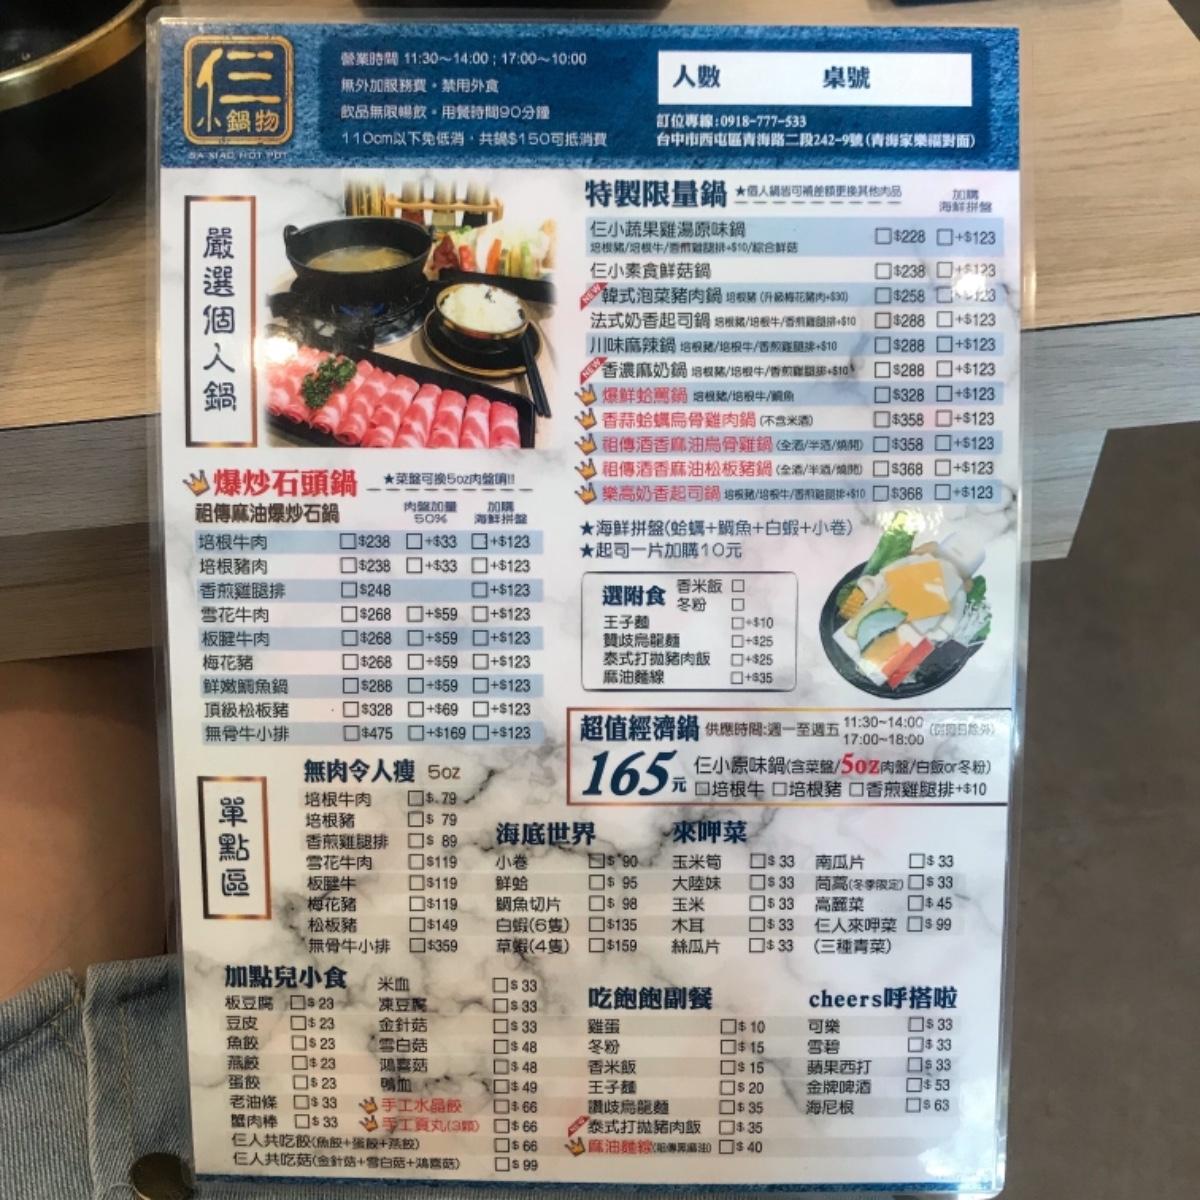 仨
小鍋物
SA XIAO HOT POT
營業時間 11:30～14:00；17:00～10:00
無外加服務費。禁用外食
飲品無限暢飲。用餐時間90分鐘
110cm以下免低消，共鍋$150可抵消費
人數 桌號
訂位專線:0918-777-533
台中市西屯區青海路二段242-9號(青海家樂福對面)
嚴選個人鍋
特製限量鍋 ★個人鍋皆可補差額更換其他肉品
加購
海鮮拼盤
仨小蔬果雞湯原味鍋 □$228 □+$123
培根豬/培根牛/香煎雞腿排+$10/綜合鮮菇
仨小素食鮮菇鍋 □$238 □+$123
NEW 韓式泡菜豬肉鍋 培根豬 (升級梅花豬肉+$30) □$258 □+$123
法式奶香起司鍋 培根豬/培根牛/香煎雞腿排+$10 □$288 □+$123
川味麻辣鍋 培根豬/培根牛/香煎雞腿排+$10 □$288 □+$123
NEW 香濃麻奶鍋 培根豬/培根牛/香煎雞腿排+$10 □$288 □+$123
爆鮮蛤蠣鍋 培根豬/培根牛/鯛魚 □$328 □+$123
香蒜蛤蠣烏骨雞肉鍋 (不含米酒) □$358 □+$123
祖傳酒香麻油烏骨雞鍋 (全酒/半酒/燒開) □$358 □+$123
祖傳酒香麻油松板豬鍋 (全酒/半酒/燒開) □$368 □+$123
樂高奶香起司鍋 培根豬/培根牛/香煎雞腿排+$10 □$368 □+$123
★海鮮拼盤(蛤蠣+鯛魚+白蝦+小卷)
★起司一片加購10元
爆炒石頭鍋 ★菜盤可換5oz肉盤唷!!
祖傳麻油爆炒石鍋 肉盤加量50% 加購海鮮拼盤
培根牛肉 □$238 □+$33 □+$123
培根豬肉 □$238 □+$33 □+$123
香煎雞腿排 □$248 □+$123
雪花牛肉 □$268 □+$59 □+$123
板腱牛肉 □$268 □+$59 □+$123
梅花豬 □$268 □+$59 □+$123
鮮嫩鯛魚鍋 □$288 □+$59 □+$123
頂級松板豬 □$328 □+$69 □+$123
無骨牛小排 □$475 □+$169 □+$123
選附食 香米飯 □
冬粉 □
王子麵 □+$10
贊歧烏龍麵 □+$25
泰式打拋豬肉飯 □+$25
麻油麵線 □+$35
超值經濟鍋 供應時間:週一至週五 11:30~14:00 17:00~18:00
165元 仨小原味鍋(含菜盤/5oz肉盤/白飯or冬粉)
□培根牛 □培根豬 □香煎雞腿排+$10
單點區
無肉令人瘦 5oz
培根牛肉 □$ 79
培根豬 □$ 79
香煎雞腿排 □$ 89
雪花牛肉 □$119
板腱牛 □$119
梅花豬 □$119
松板豬 □$149
無骨牛小排 □$359
海底世界
小卷 □$ 90
鮮蛤 □$ 95
鯛魚切片 □$ 98
白蝦(6隻) □$135
草蝦(4隻) □$159
來呷菜
玉米筍 □$ 33 南瓜片 □$ 33
大陸妹 □$ 33 茼蒿(冬季限定) □$ 33
玉米 □$ 33 高麗菜 □$ 45
木耳 □$ 33 仨人來呷菜 □$ 99
絲瓜片 □$ 33 (三種青菜)
加點兒小食
板豆腐 □$ 23
豆皮 □$ 23
魚餃 □$ 23
燕餃 □$ 23
蛋餃 □$ 23
老油條 □$ 33
蟹肉棒 □$ 33
米血 □$ 33
凍豆腐 □$ 33
金針菇 □$ 33
雪白菇 □$ 48
鴻喜菇 □$ 48
鴨血 □$ 49
手工水晶餃 □$ 66
手工貢丸(3顆) □$ 66
仨人共吃餃(魚餃+蛋餃+燕餃) □$ 66
仨人共吃菇(金針菇+雪白菇+鴻喜菇) □$ 99
吃飽飽副餐
雞蛋 □$ 10
冬粉 □$ 15
香米飯 □$ 15
王子麵 □$ 20
讚歧烏龍麵 □$ 35
泰式打拋豬肉飯 □$ 35
麻油麵線(祖傳黑麻油) □$ 40
cheers呼搭啦
可樂 □$ 33
雪碧 □$ 33
蘋果西打 □$ 33
金牌啤酒 □$ 53
海尼根 □$ 63